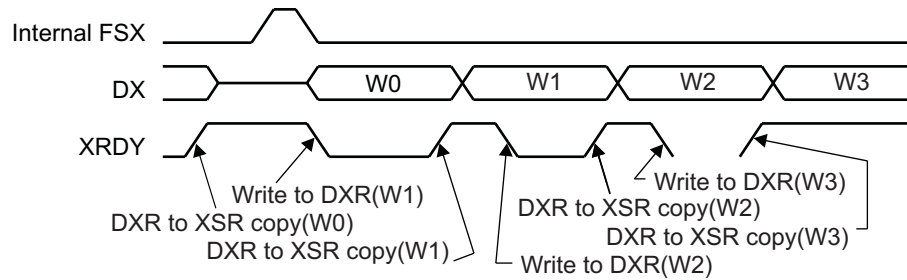 Internal FSX
DX W0 W1 W2 W3
XRDY
Write to DXR(W1) Write to DXR(W3)
DXR to XSR copy(W0) DXR to XSR copy(W2)
DXR to XSR copy(W1) DXR to XSR copy(W3)
Write to DXR(W2)